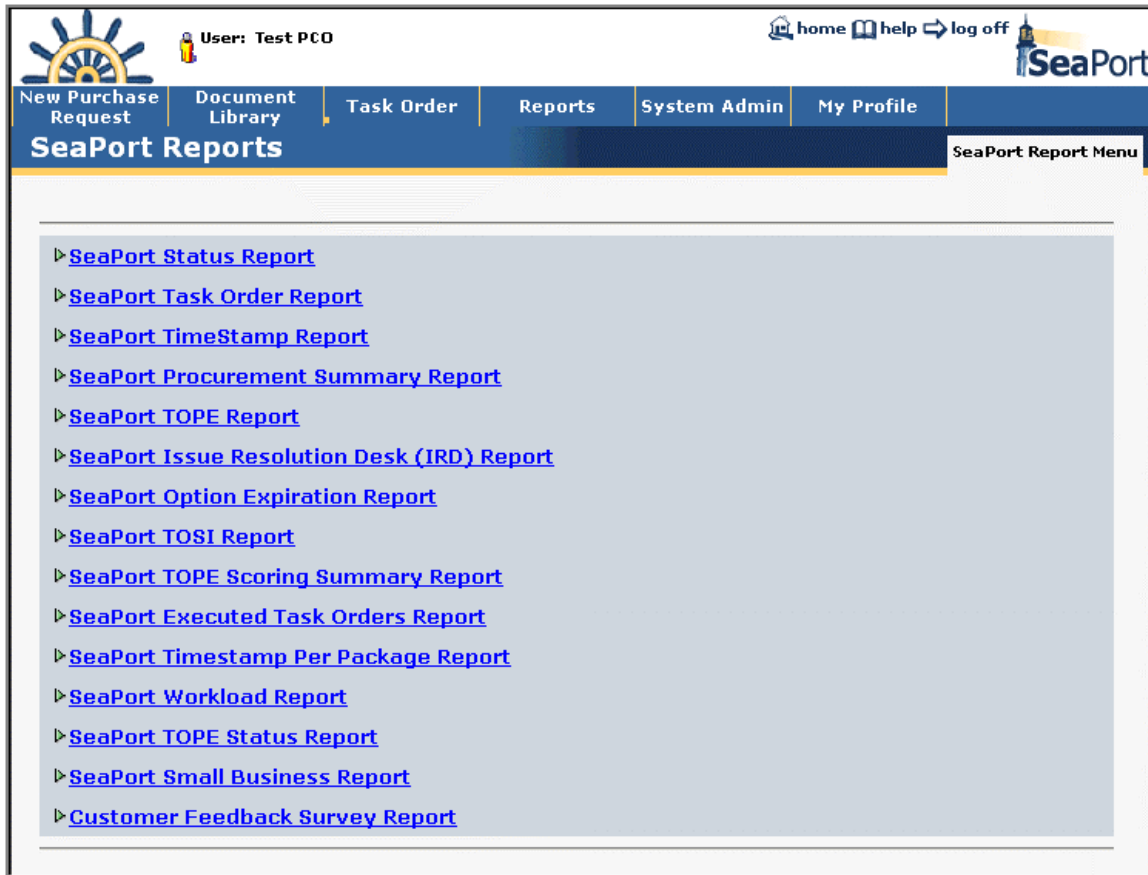 User: Test PCO
home help log off
SeaPort
New Purchase Request
Document Library
Task Order
Reports
System Admin
My Profile
SeaPort Reports
SeaPort Report Menu
SeaPort Status Report
SeaPort Task Order Report
SeaPort TimeStamp Report
SeaPort Procurement Summary Report
SeaPort TOPE Report
SeaPort Issue Resolution Desk (IRD) Report
SeaPort Option Expiration Report
SeaPort TOSI Report
SeaPort TOPE Scoring Summary Report
SeaPort Executed Task Orders Report
SeaPort Timestamp Per Package Report
SeaPort Workload Report
SeaPort TOPE Status Report
SeaPort Small Business Report
Customer Feedback Survey Report